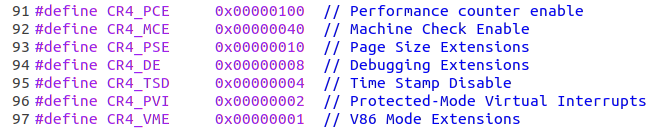 91 #define CR4_PCE     0x00000100  // Performance counter enable
92 #define CR4_MCE     0x00000040  // Machine Check Enable
93 #define CR4_PSE     0x00000010  // Page Size Extensions
94 #define CR4_DE      0x00000008  // Debugging Extensions
95 #define CR4_TSD     0x00000004  // Time Stamp Disable
96 #define CR4_PVI     0x00000002  // Protected-Mode Virtual Interrupts
97 #define CR4_VME     0x00000001  // V86 Mode Extensions